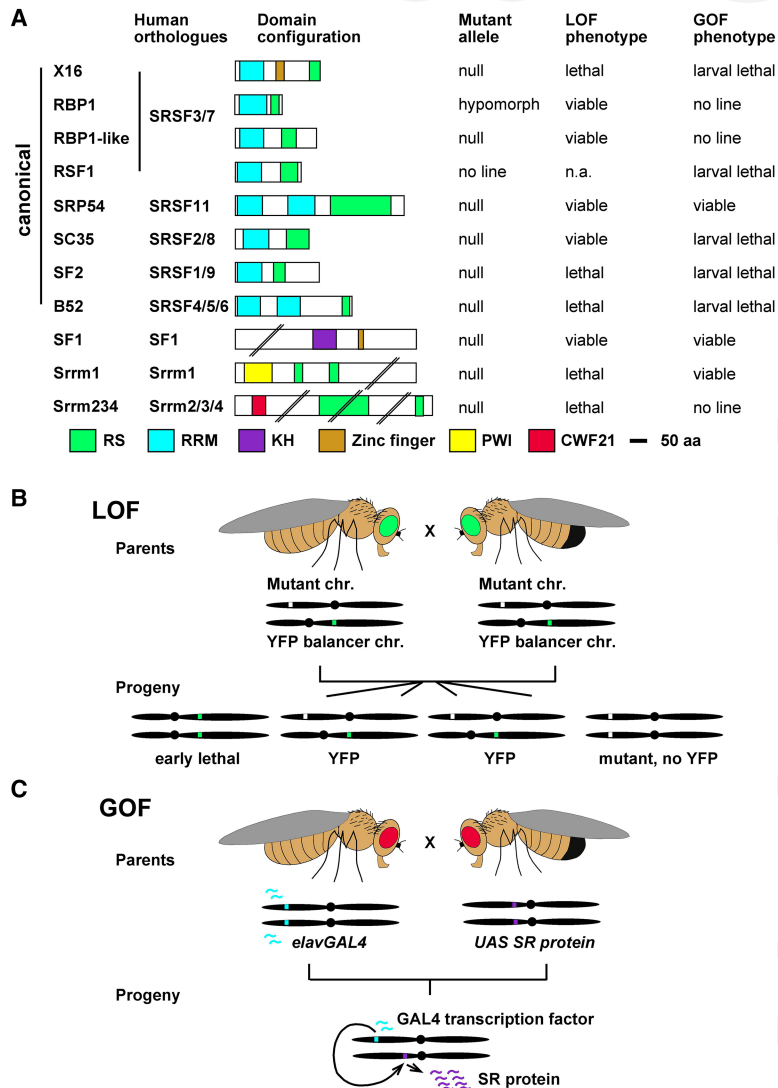 A
Human orthologues Domain configuration Mutant allele LOF phenotype GOF phenotype
canonical
X16 null lethal larval lethal
RBP1 hypomorph viable no line
SRSF3/7
RBP1-like null viable no line
RSF1 no line n.a. larval lethal
SRP54 SRSF11 null viable viable
SC35 SRSF2/8 null viable larval lethal
SF2 SRSF1/9 null lethal larval lethal
B52 SRSF4/5/6 null lethal larval lethal
SF1 SF1 null viable viable
Srrm1 Srrm1 null lethal viable
Srrm234 Srrm2/3/4 null lethal no line
RS RRM KH Zinc finger PWI CWF21 50 aa
B
LOF
Parents
X
Mutant chr. Mutant chr.
YFP balancer chr. YFP balancer chr.
Progeny
early lethal YFP YFP mutant, no YFP
C
GOF
Parents
X
elavGAL4 UAS SR protein
Progeny
GAL4 transcription factor
SR protein